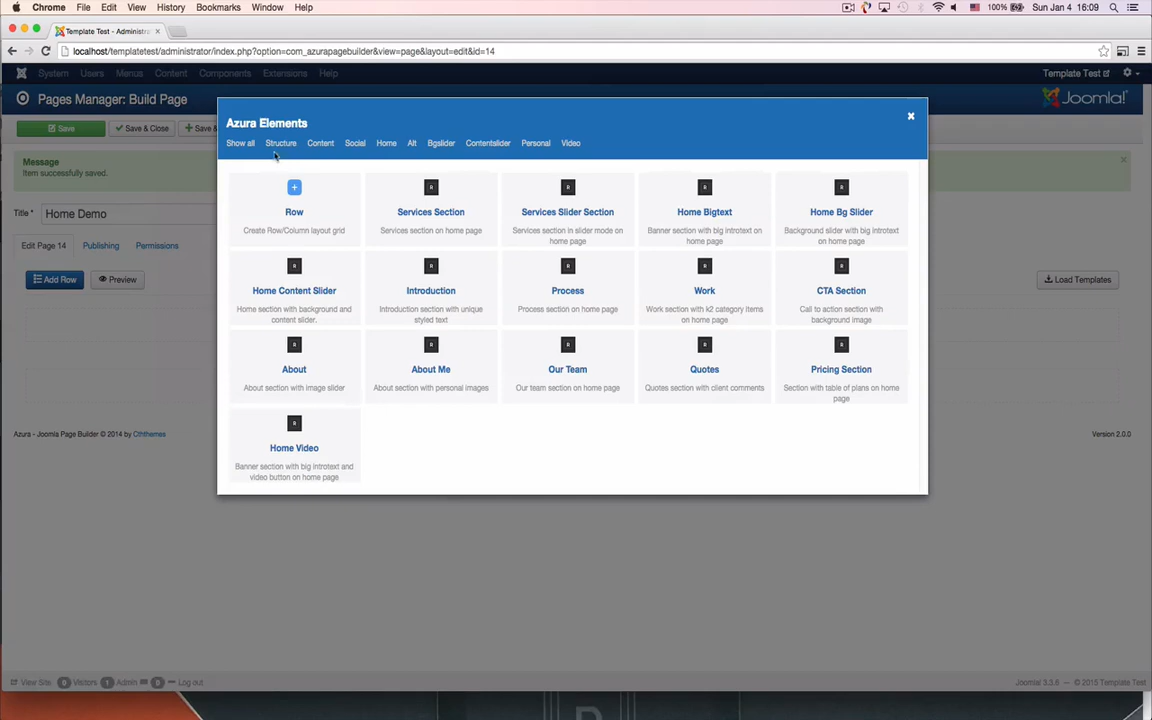 Chrome File Edit View History Bookmarks Window Help 100% Sun Jan 4 16:09
Template Test - Administra
localhost/templatetest/administrator/index.php?option=com_azurapagebuilder&view=page&layout=edit&id=14
System Users Menus Content Components Extensions Help Template Test
Pages Manager: Build Page Joomla!
Save Save & Close Save &
Message
Item successfully saved.
Title * Home Demo
Edit Page 14 Publishing Permissions
Add Row Preview Load Templates
Azura Elements
Show all Structure Content Social Home Alt Bgslider Contentslider Personal Video
Row
Create Row/Column layout grid
Services Section
Services section on home page
Services Slider Section
Services section in slider mode on
home page
Home Bigtext
Banner section with big introtext on
home page
Home Bg Slider
Background slider with big introtext
on home page
Home Content Slider
Home section with background and
content slider.
Introduction
Introduction section with unique
styled text
Process
Process section on home page
Work
Work section with k2 category items
on home page
CTA Section
Call to action section with
background image
About
About section with image slider
About Me
About section with personal images
Our Team
Our team section on home page
Quotes
Quotes section with client comments
Pricing Section
Section with table of plans on home
page
Home Video
Banner section with big introtext and
video button on home page
Azura - Joomla Page Builder © 2014 by Cththemes Version 2.0.0
View Site 0 Visitors 1 Admin 0 Log out Joomla! 3.3.6 — © 2015 Template Test